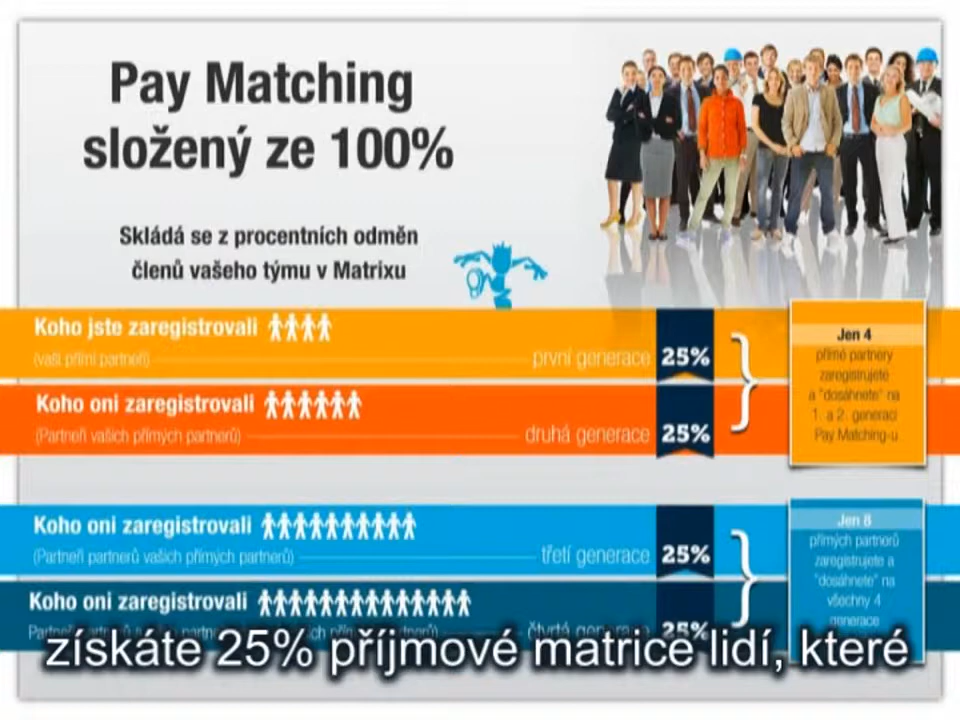 Pay Matching
složený ze 100%
Skládá se z procentních odměn
členů vašeho týmu v Matrixu
Koho jste zaregistrovali
(vaši přímí partneři)
první generace
25%
Koho oni zaregistrovali
(Partneři vašich přímých partnerů)
druhá generace
25%
Jen 4
přímé partnery
zaregistrujete
a "dosáhnete" na
1. a 2. generaci
Pay Matching-u
Koho oni zaregistrovali
(Partneři partnerů vašich přímých partnerů)
třetí generace
25%
Koho oni zaregistrovali
čtvrtá generace
25%
Jen 8
přímých partnerů
zaregistrujete a
"dosáhnete" na
všechny 4
generace
získáte 25% příjmové matrice lidí, které